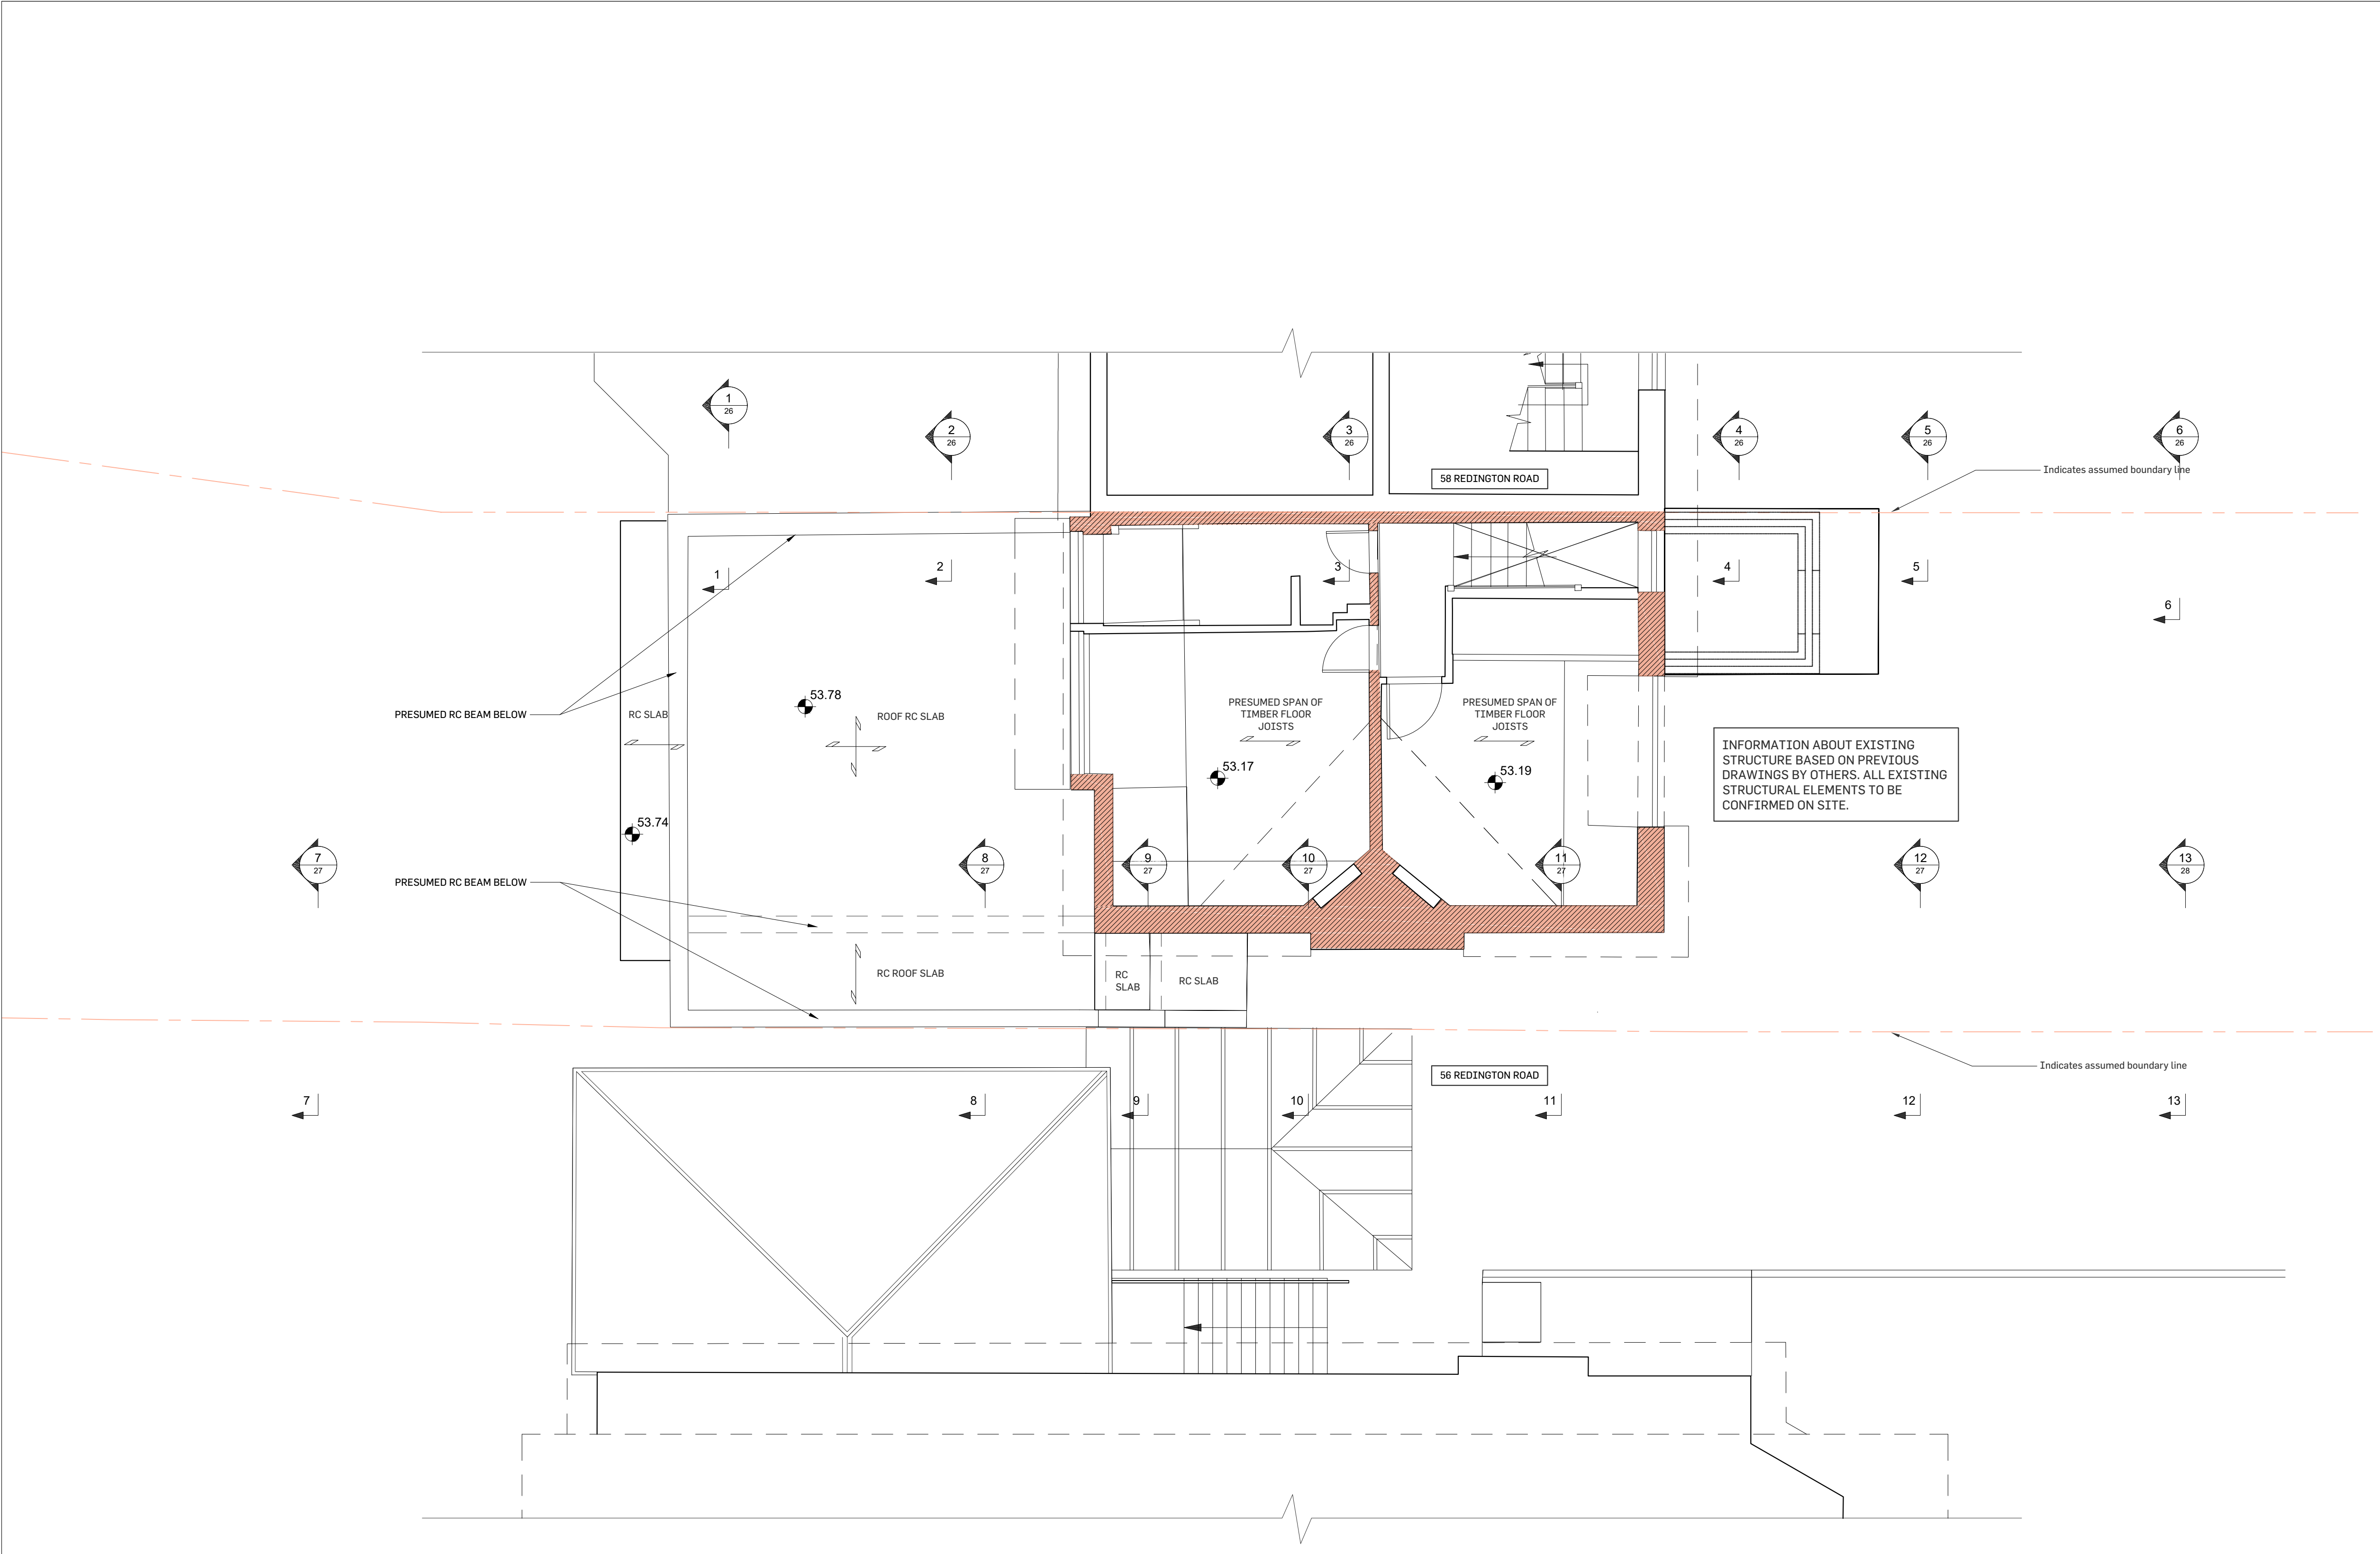 1
26
2
26
3
26
4
26
5
26
6
26
Indicates assumed boundary line
58 REDINGTON ROAD
1
2
3
4
5
6
53.78
PRESUMED RC BEAM BELOW
RC SLAB
ROOF RC SLAB
PRESUMED SPAN OF
TIMBER FLOOR
JOISTS
PRESUMED SPAN OF
TIMBER FLOOR
JOISTS
53.17
53.19
INFORMATION ABOUT EXISTING
STRUCTURE BASED ON PREVIOUS
DRAWINGS BY OTHERS. ALL EXISTING
STRUCTURAL ELEMENTS TO BE
CONFIRMED ON SITE.
53.74
7
27
8
27
9
27
10
27
11
27
12
27
13
28
PRESUMED RC BEAM BELOW
RC ROOF SLAB
RC
SLAB
RC SLAB
Indicates assumed boundary line
56 REDINGTON ROAD
7
8
9
10
11
12
13